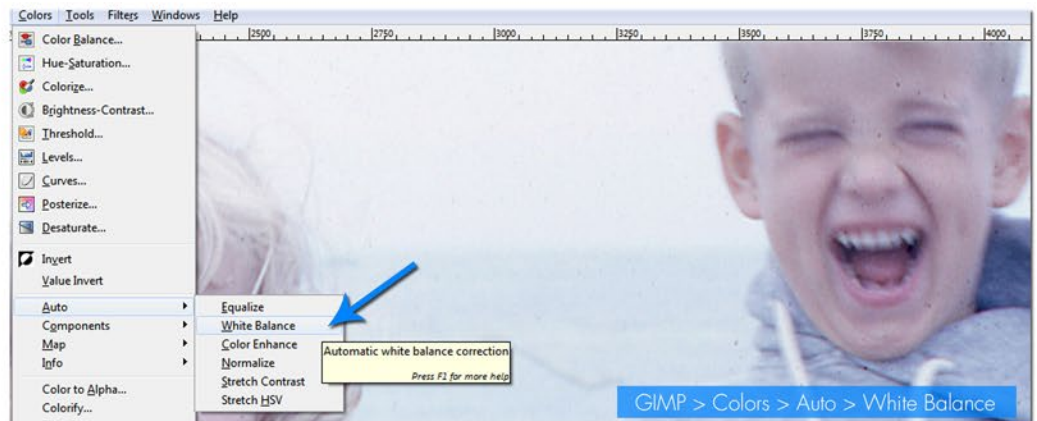 Colors Tools Filters Windows Help
2500 2750 3000 3250 3500 3750 4000
Color Balance...
Hue-Saturation...
Colorize...
Brightness-Contrast...
Threshold...
Levels...
Curves...
Posterize...
Desaturate...
Invert
Value Invert
Auto
Components
Map
Info
Color to Alpha...
Colorify...
Equalize
White Balance
Color Enhance
Normalize
Stretch Contrast
Stretch HSV
Automatic white balance correction
Press F1 for more help
GIMP > Colors > Auto > White Balance